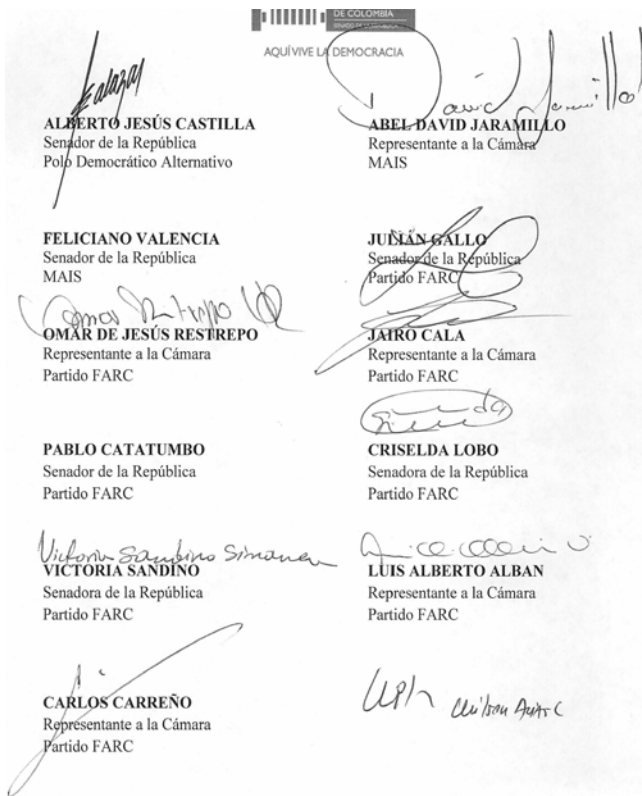 DE COLOMBIA
AQUÍ VIVE LA DEMOCRACIA
ALBERTO JESÚS CASTILLA
Senador de la República
Polo Democrático Alternativo
David Jaramillo
ABEL DAVID JARAMILLO
Representante a la Cámara
MAIS
FELICIANO VALENCIA
Senador de la República
MAIS
JULIÁN GALLO
Senador de la República
Partido FARC
Omar Restrepo
OMAR DE JESÚS RESTREPO
Representante a la Cámara
Partido FARC
JAIRO CALA
Representante a la Cámara
Partido FARC
PABLO CATATUMBO
Senador de la República
Partido FARC
CRISELDA LOBO
Senadora de la República
Partido FARC
Victoria Sandino
VICTORIA SANDINO
Senadora de la República
Partido FARC
LUIS ALBERTO ALBAN
Representante a la Cámara
Partido FARC
CARLOS CARREÑO
Representante a la Cámara
Partido FARC